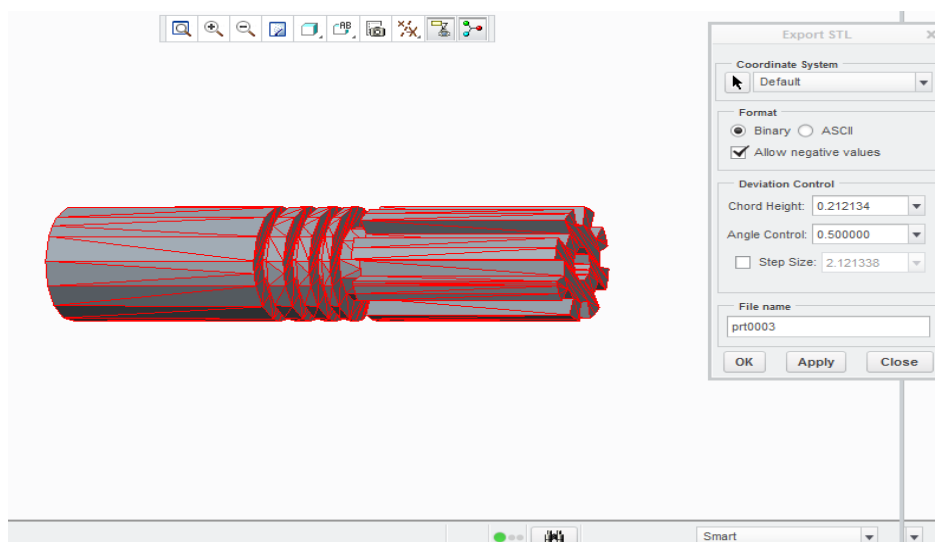 AB
Export STL
Coordinate System
Default
Format
Binary ASCII
Allow negative values
Deviation Control
Chord Height: 0.212134
Angle Control: 0.500000
Step Size: 2.121338
File name
prt0003
OK Apply Close
Smart